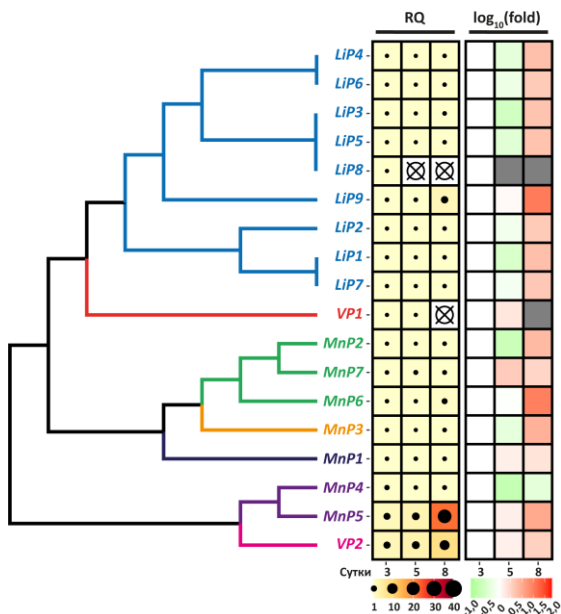 RQ log₁₀(fold)
LiP4
LiP6
LiP3
LiP5
LiP8
LiP9
LiP2
LiP1
LiP7
VP1
MnP2
MnP7
MnP6
MnP3
MnP1
MnP4
MnP5
VP2
Сутки 3 5 8 3 5 8
1 10 20 30 40
-1,0 -0,5 0 0,5 1,0 1,5 2,0